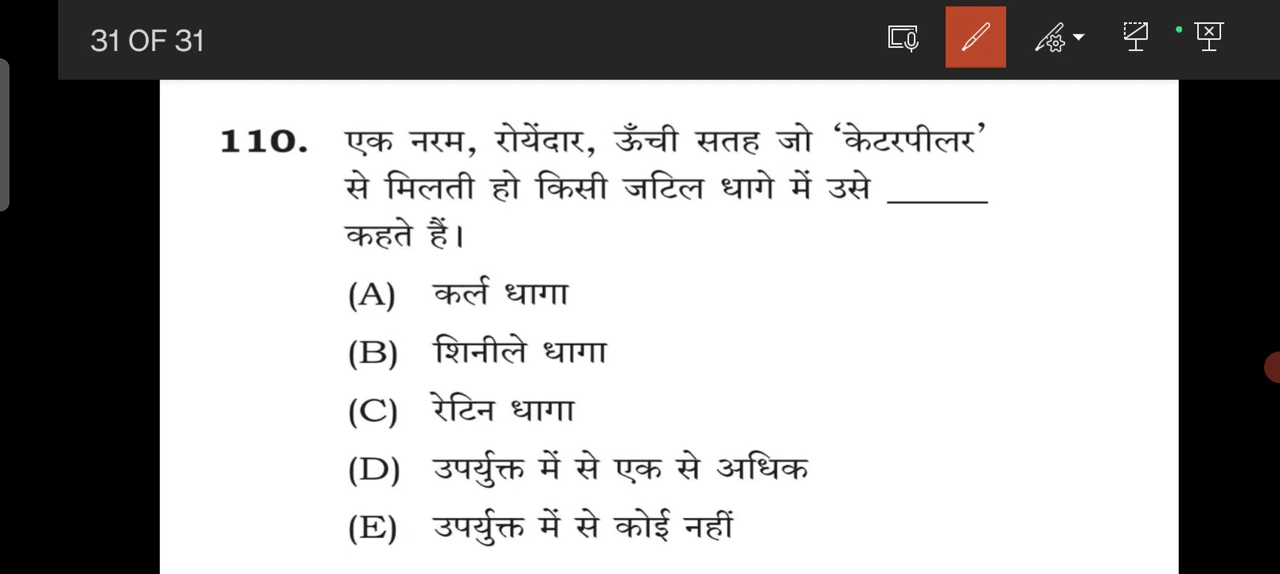 31 OF 31
110. एक नरम, रोयेंदार, ऊँची सतह जो ‘केटरपीलर’
से मिलती हो किसी जटिल धागे में उसे ______
कहते हैं।
(A) कर्ल धागा
(B) शिनीले धागा
(C) रेटिन धागा
(D) उपर्युक्त में से एक से अधिक
(E) उपर्युक्त में से कोई नहीं